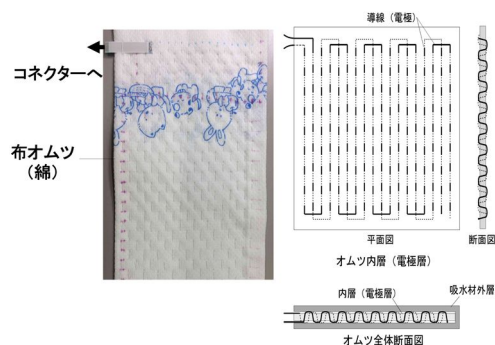 コネクターへ
布オムツ
（綿）
導線（電極）
平面図
断面図
オムツ内層（電極層）
内層（電極層）
吸水材外層
オムツ全体断面図